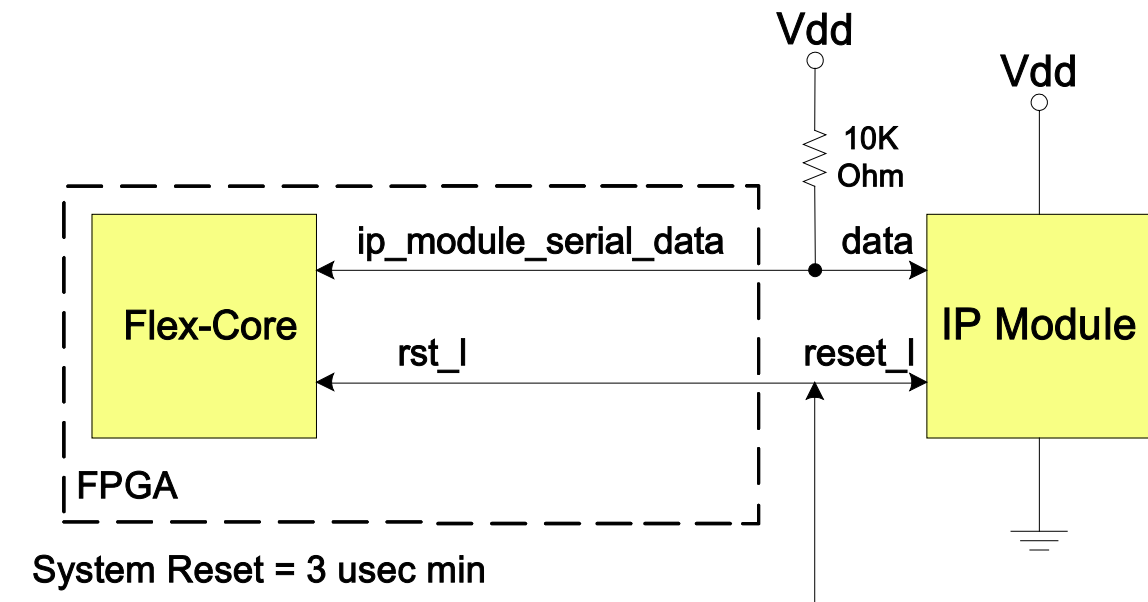 Vdd
Vdd
10K
Ohm
ip_module_serial_data
data
Flex-Core
IP Module
rst_l
reset_l
FPGA
System Reset = 3 usec min